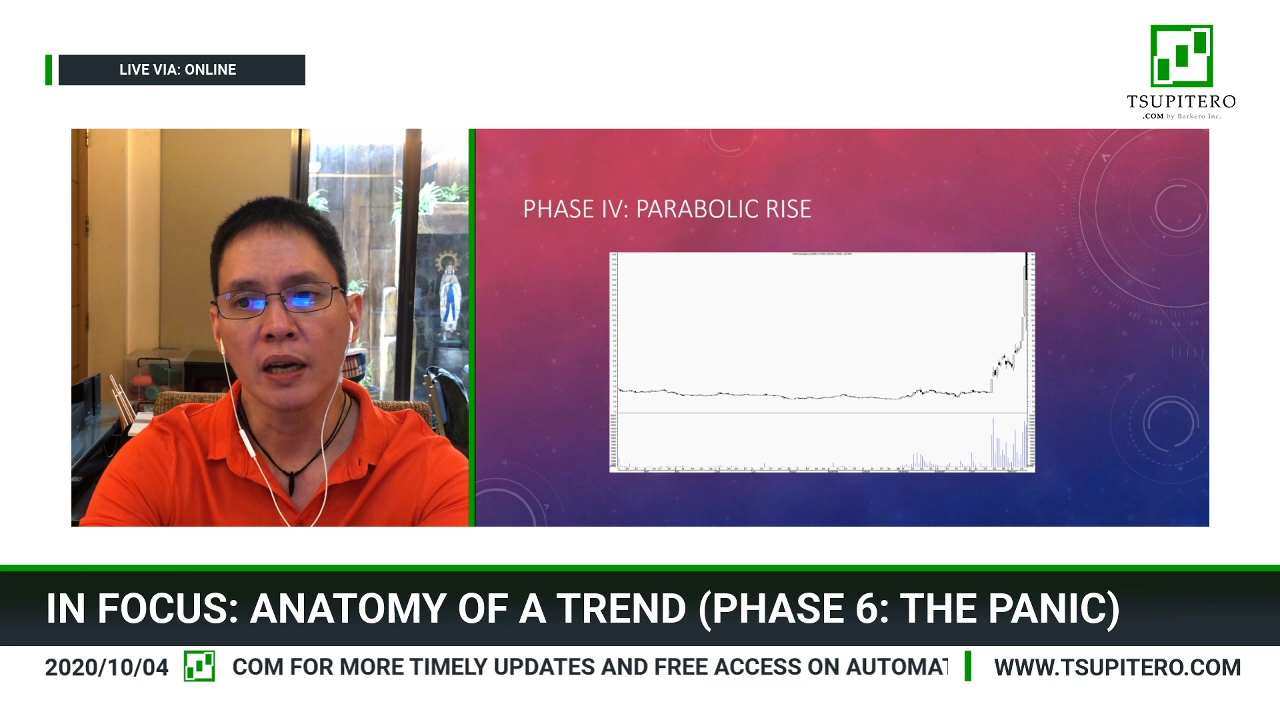 LIVE VIA: ONLINE
TSUPITERO
.COM by Barkero Inc.
PHASE IV: PARABOLIC RISE
IN FOCUS: ANATOMY OF A TREND (PHASE 6: THE PANIC)
2020/10/04
COM FOR MORE TIMELY UPDATES AND FREE ACCESS ON AUTOMAT
WWW.TSUPITERO.COM